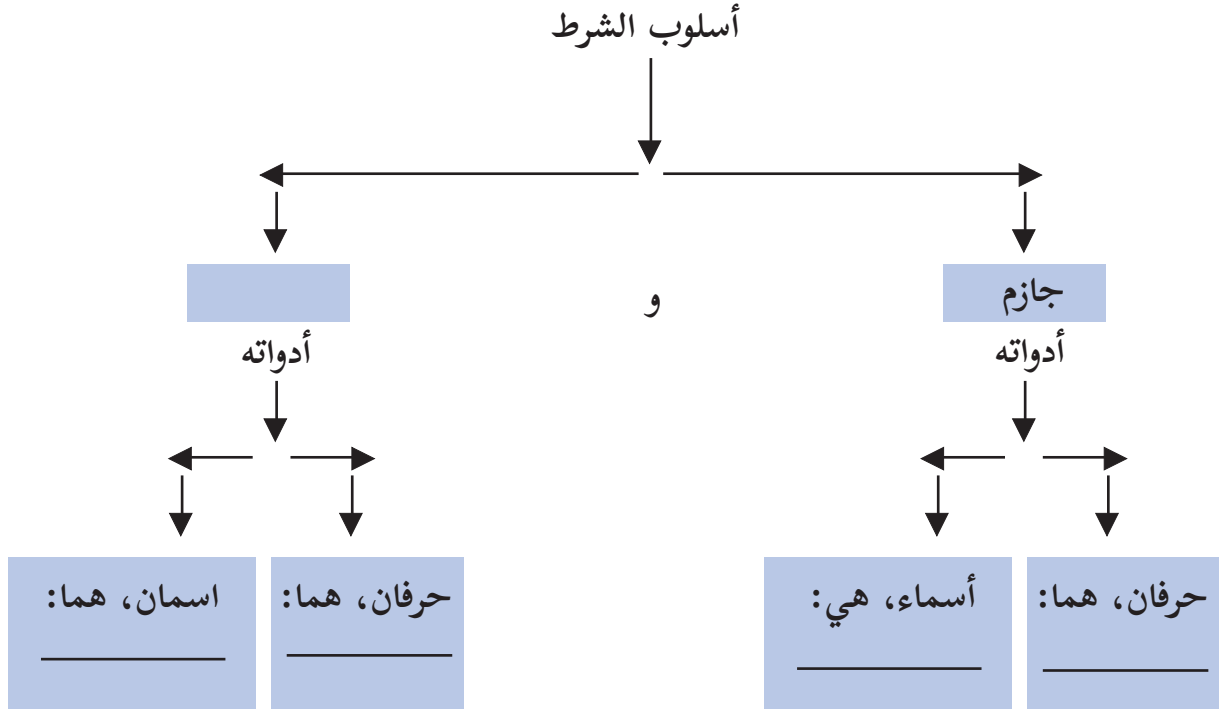 أسلوب الشرط
جازم
و
أدواته
أدواته
حرفان، هما:
أسماء، هي:
حرفان، هما:
اسمان، هما: